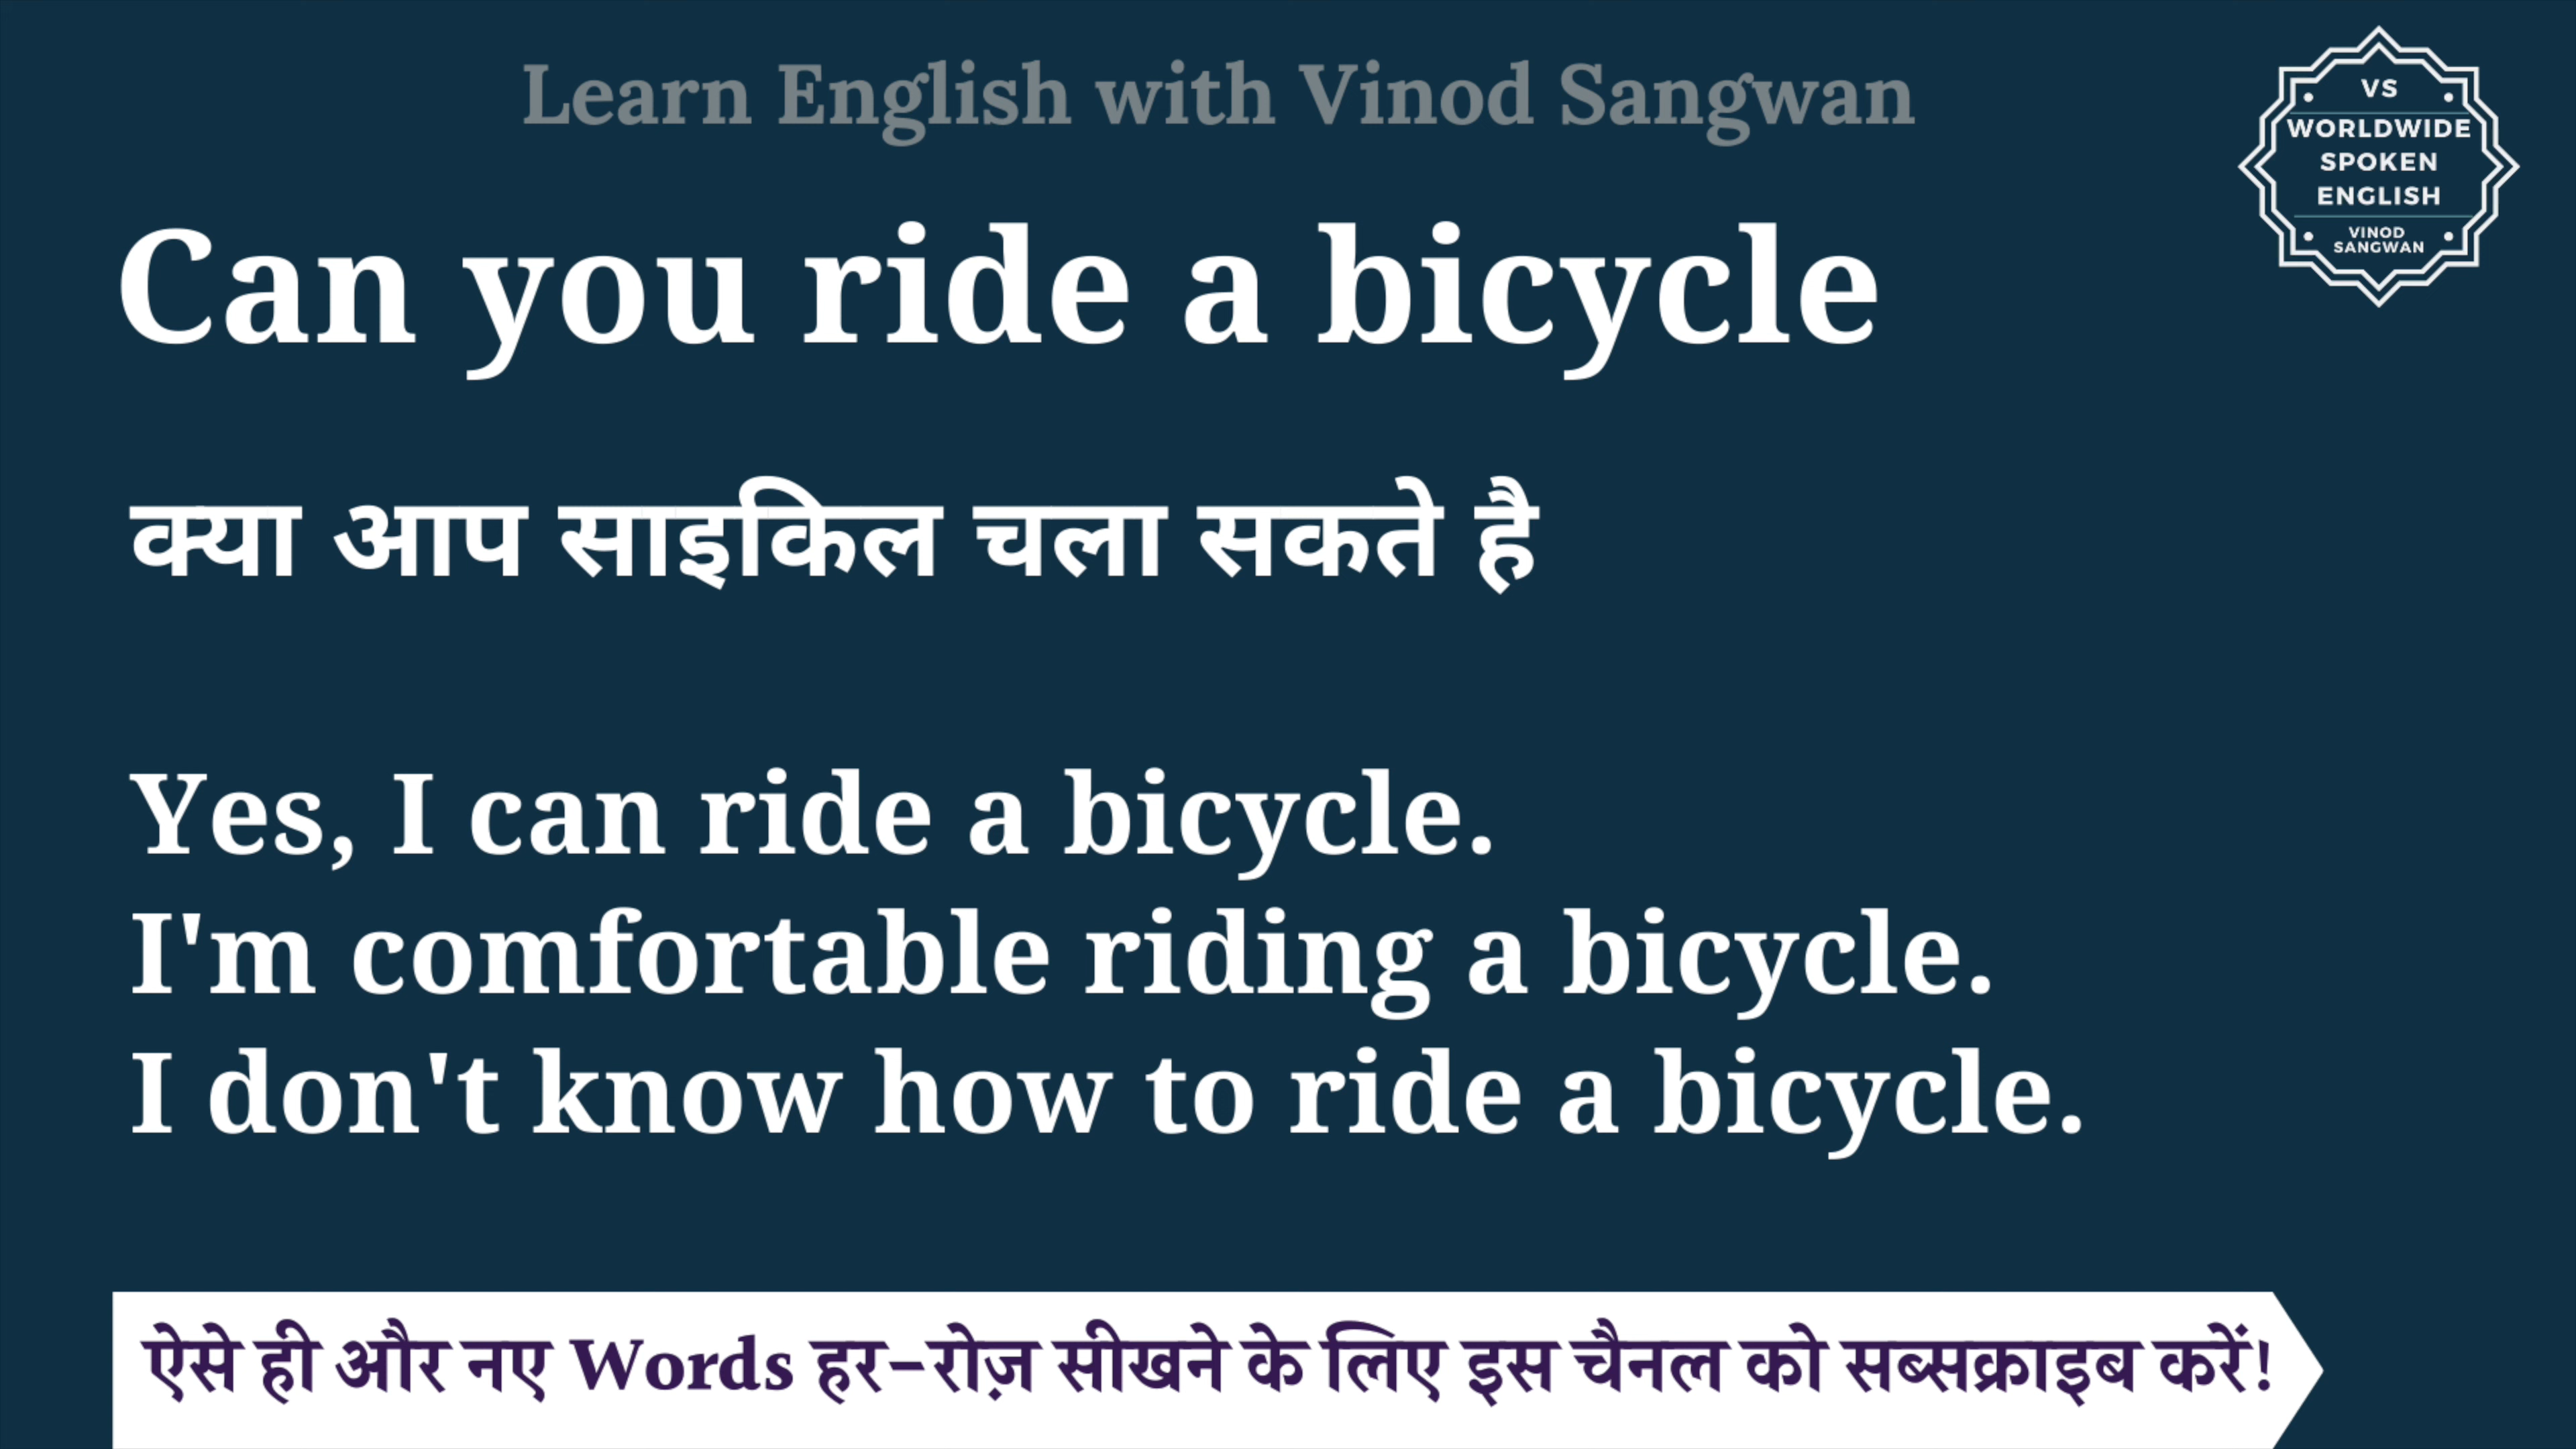 Learn English with Vinod Sangwan
VS
WORLDWIDE
SPOKEN
ENGLISH
VINOD
SANGWAN
Can you ride a bicycle
क्या आप साइकिल चला सकते है
Yes, I can ride a bicycle.
I'm comfortable riding a bicycle.
I don't know how to ride a bicycle.
ऐसे ही और नए Words हर-रोज़ सीखने के लिए इस चैनल को सब्सक्राइब करें!